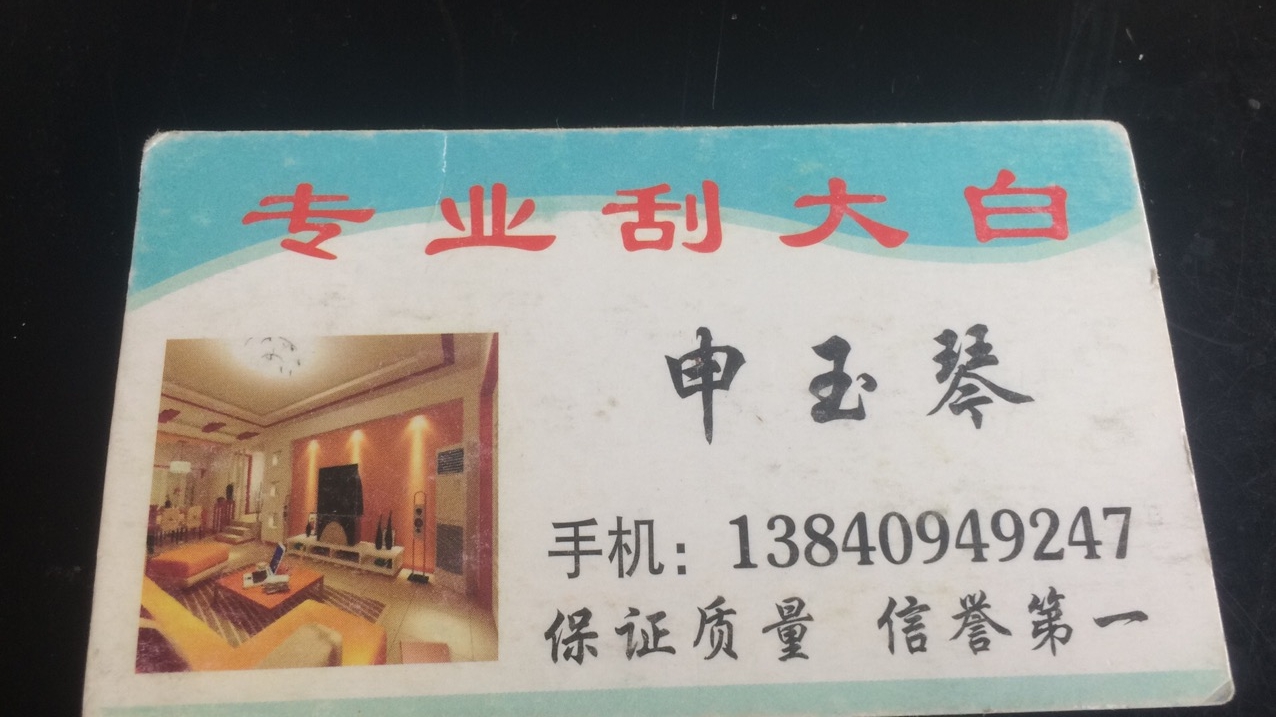 专业刮大白
申玉琴
手机：13840949247
保证质量 信誉第一